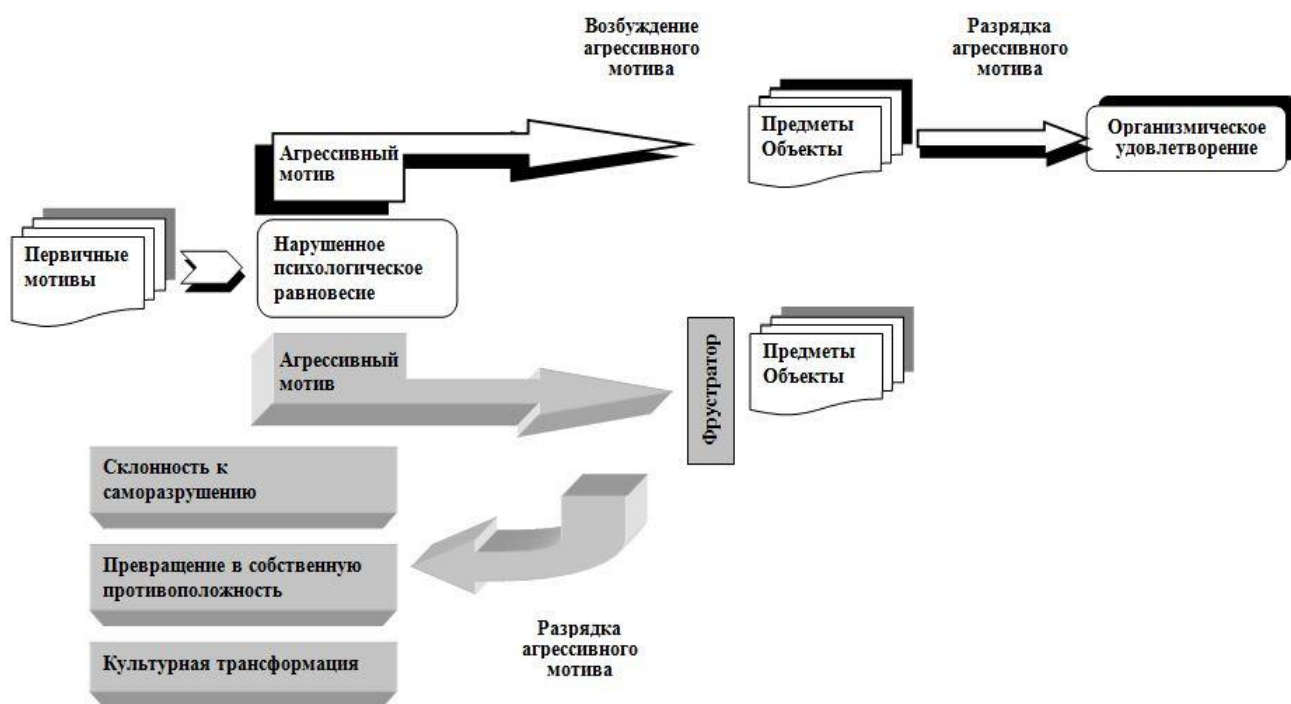 Возбуждение
агрессивного
мотива
Разрядка
агрессивного
мотива
Агрессивный
мотив
Предметы
Объекты
Организмическое
удовлетворение
Первичные
мотивы
Нарушенное
психологическое
равновесие
Агрессивный
мотив
Фрустратор
Предметы
Объекты
Склонность к
саморазрушению
Превращение в собственную
противоположность
Культурная трансформация
Разрядка
агрессивного
мотива